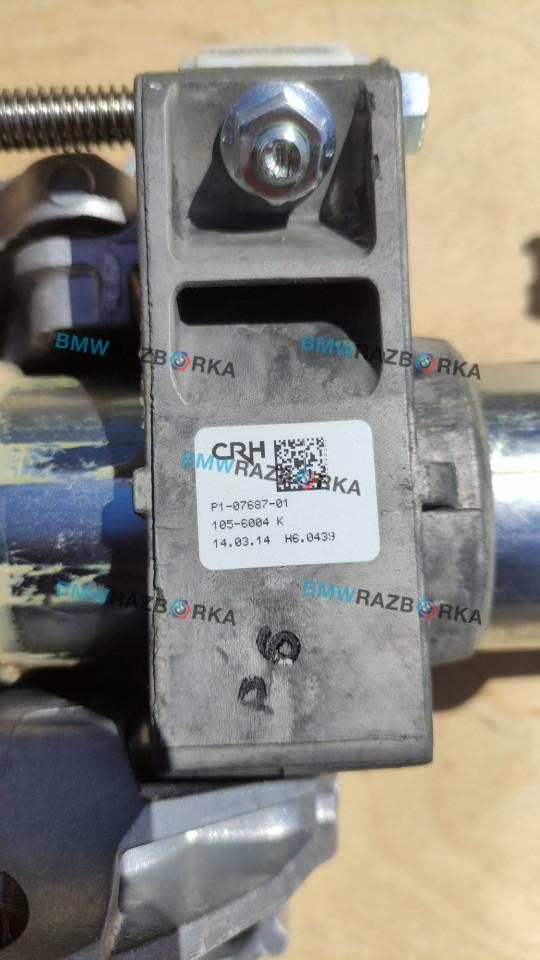 BMWRAZBORKA
BMWRAZBORKA
CRH
BMWRAZBORKA
P1-07687-01
105-6004 K
14.03.14 H6.0439
BMWRAZBORKA
BMWRAZBORKA